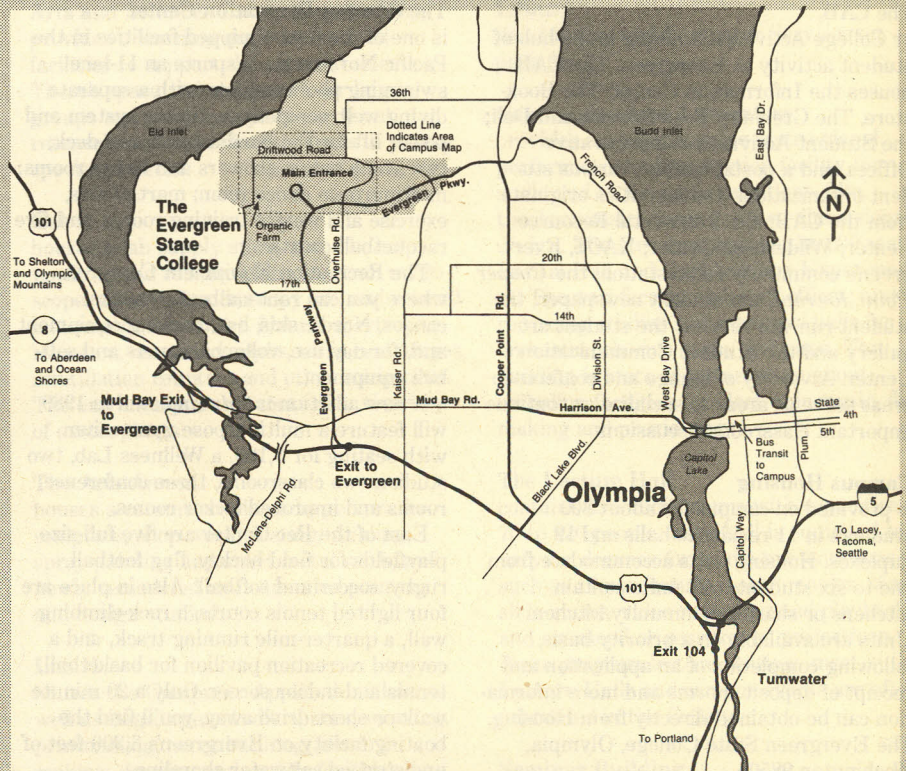 36th
Dotted Line
Indicates Area
of Campus Map
Eld Inlet
Budd Inlet
East Bay Dr.
Driftwood Road
Main Entrance
French Road
Evergreen Pkwy.
N
101
The
Evergreen
State
College
Organic
Farm
Overhulse Rd.
To Shelton
and Olympic
Mountains
20th
17th
14th
Evergreen Parkway
Kaiser Rd.
Cooper Point Rd.
Division St.
West Bay Drive
To Aberdeen
and Ocean
Shores
Mud Bay Exit
to
Evergreen
Mud Bay Rd.
Harrison Ave.
State
4th
5th
Plum
Bus
Transit
to
Campus
Black Lake Blvd.
Capitol
Lake
Exit to
Evergreen
Olympia
McLane-Delphi Rd.
Capitol Way
5
To Lacey,
Tacoma,
Seattle
101
Exit 104
Tumwater
To Portland